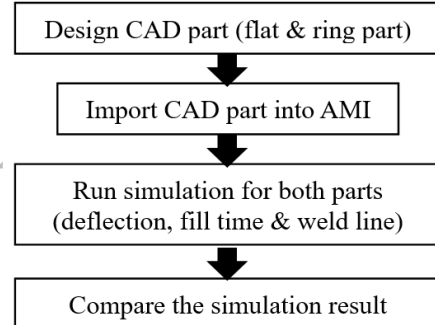 Design CAD part (flat & ring part)
Import CAD part into AMI
Run simulation for both parts
(deflection, fill time & weld line)
Compare the simulation result